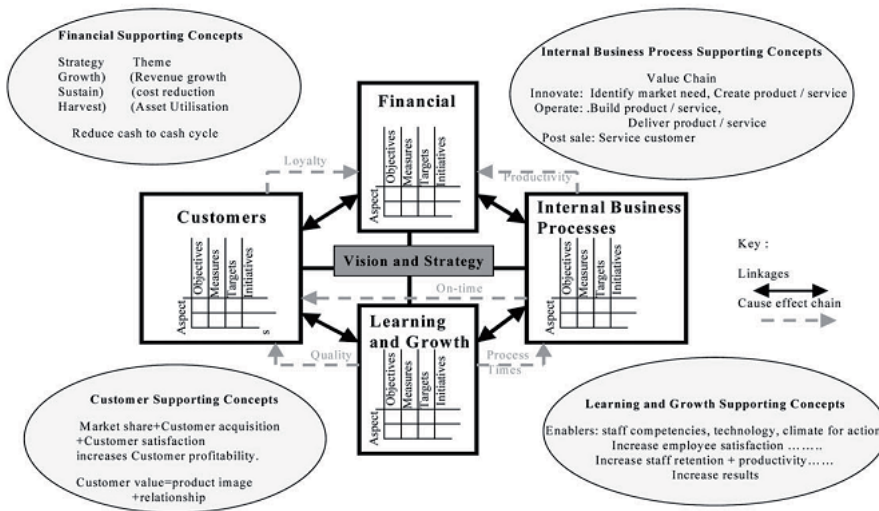 Financial Supporting Concepts
Strategy Theme
Growth) (Revenue growth
Sustain) (cost reduction
Harvest) (Asset Utilisation
Reduce cash to cash cycle
Internal Business Process Supporting Concepts
Value Chain
Innovate: Identify market need, Create product / service
Operate: .Build product / service,
Deliver product / service
Post sale: Service customer
Financial
Objectives
Measures
Targets
Initiatives
Aspect
Loyalty
Productivity
Customers
Objectives
Measures
Targets
Initiatives
Aspect
s
Vision and Strategy
Internal Business
Processes
Objectives
Measures
Targets
Initiatives
Aspect
On-time
Key :
Linkages
Cause effect chain
Learning
and Growth
Objectives
Measures
Targets
Initiatives
Aspect
Quality
Process
Times
Customer Supporting Concepts
Market share+Customer acquisition
+Customer satisfaction
increases Customer profitability.
Customer value=product image
+relationship
Learning and Growth Supporting Concepts
Enablers: staff competencies, technology, climate for action
Increase employee satisfaction ........
Increase staff retention + productivity......
Increase results